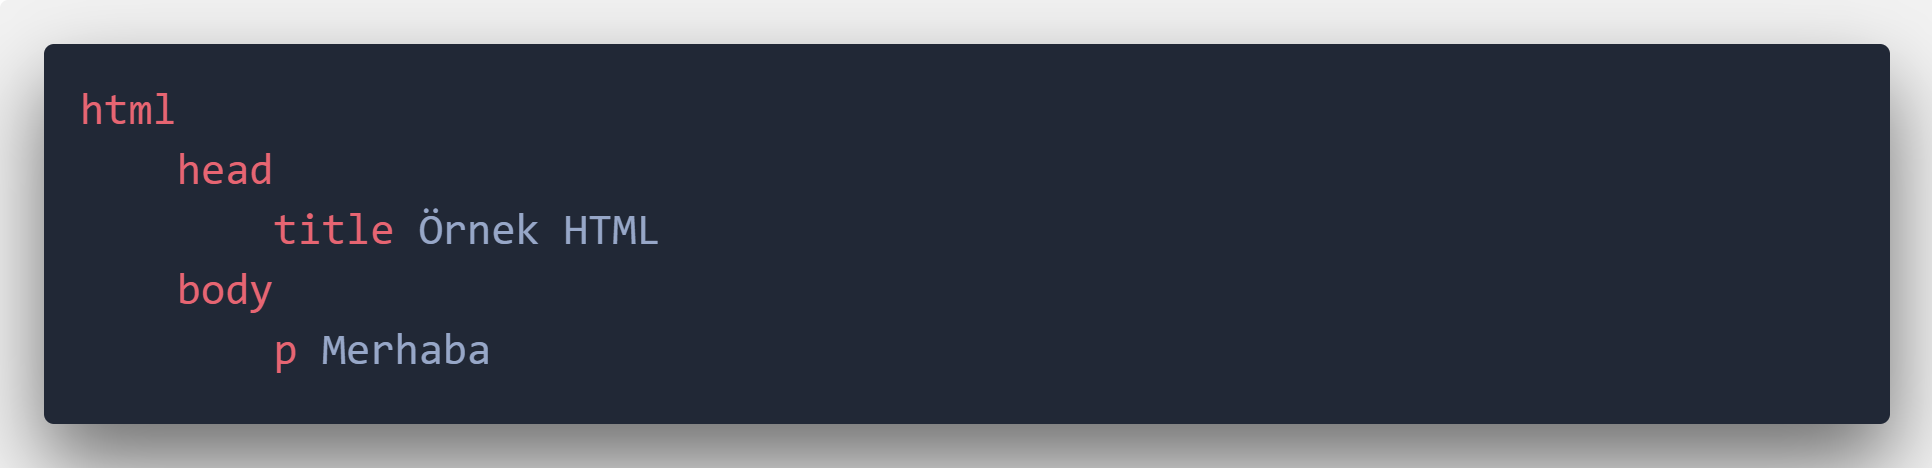 html
    head
        title Örnek HTML
    body
        p Merhaba